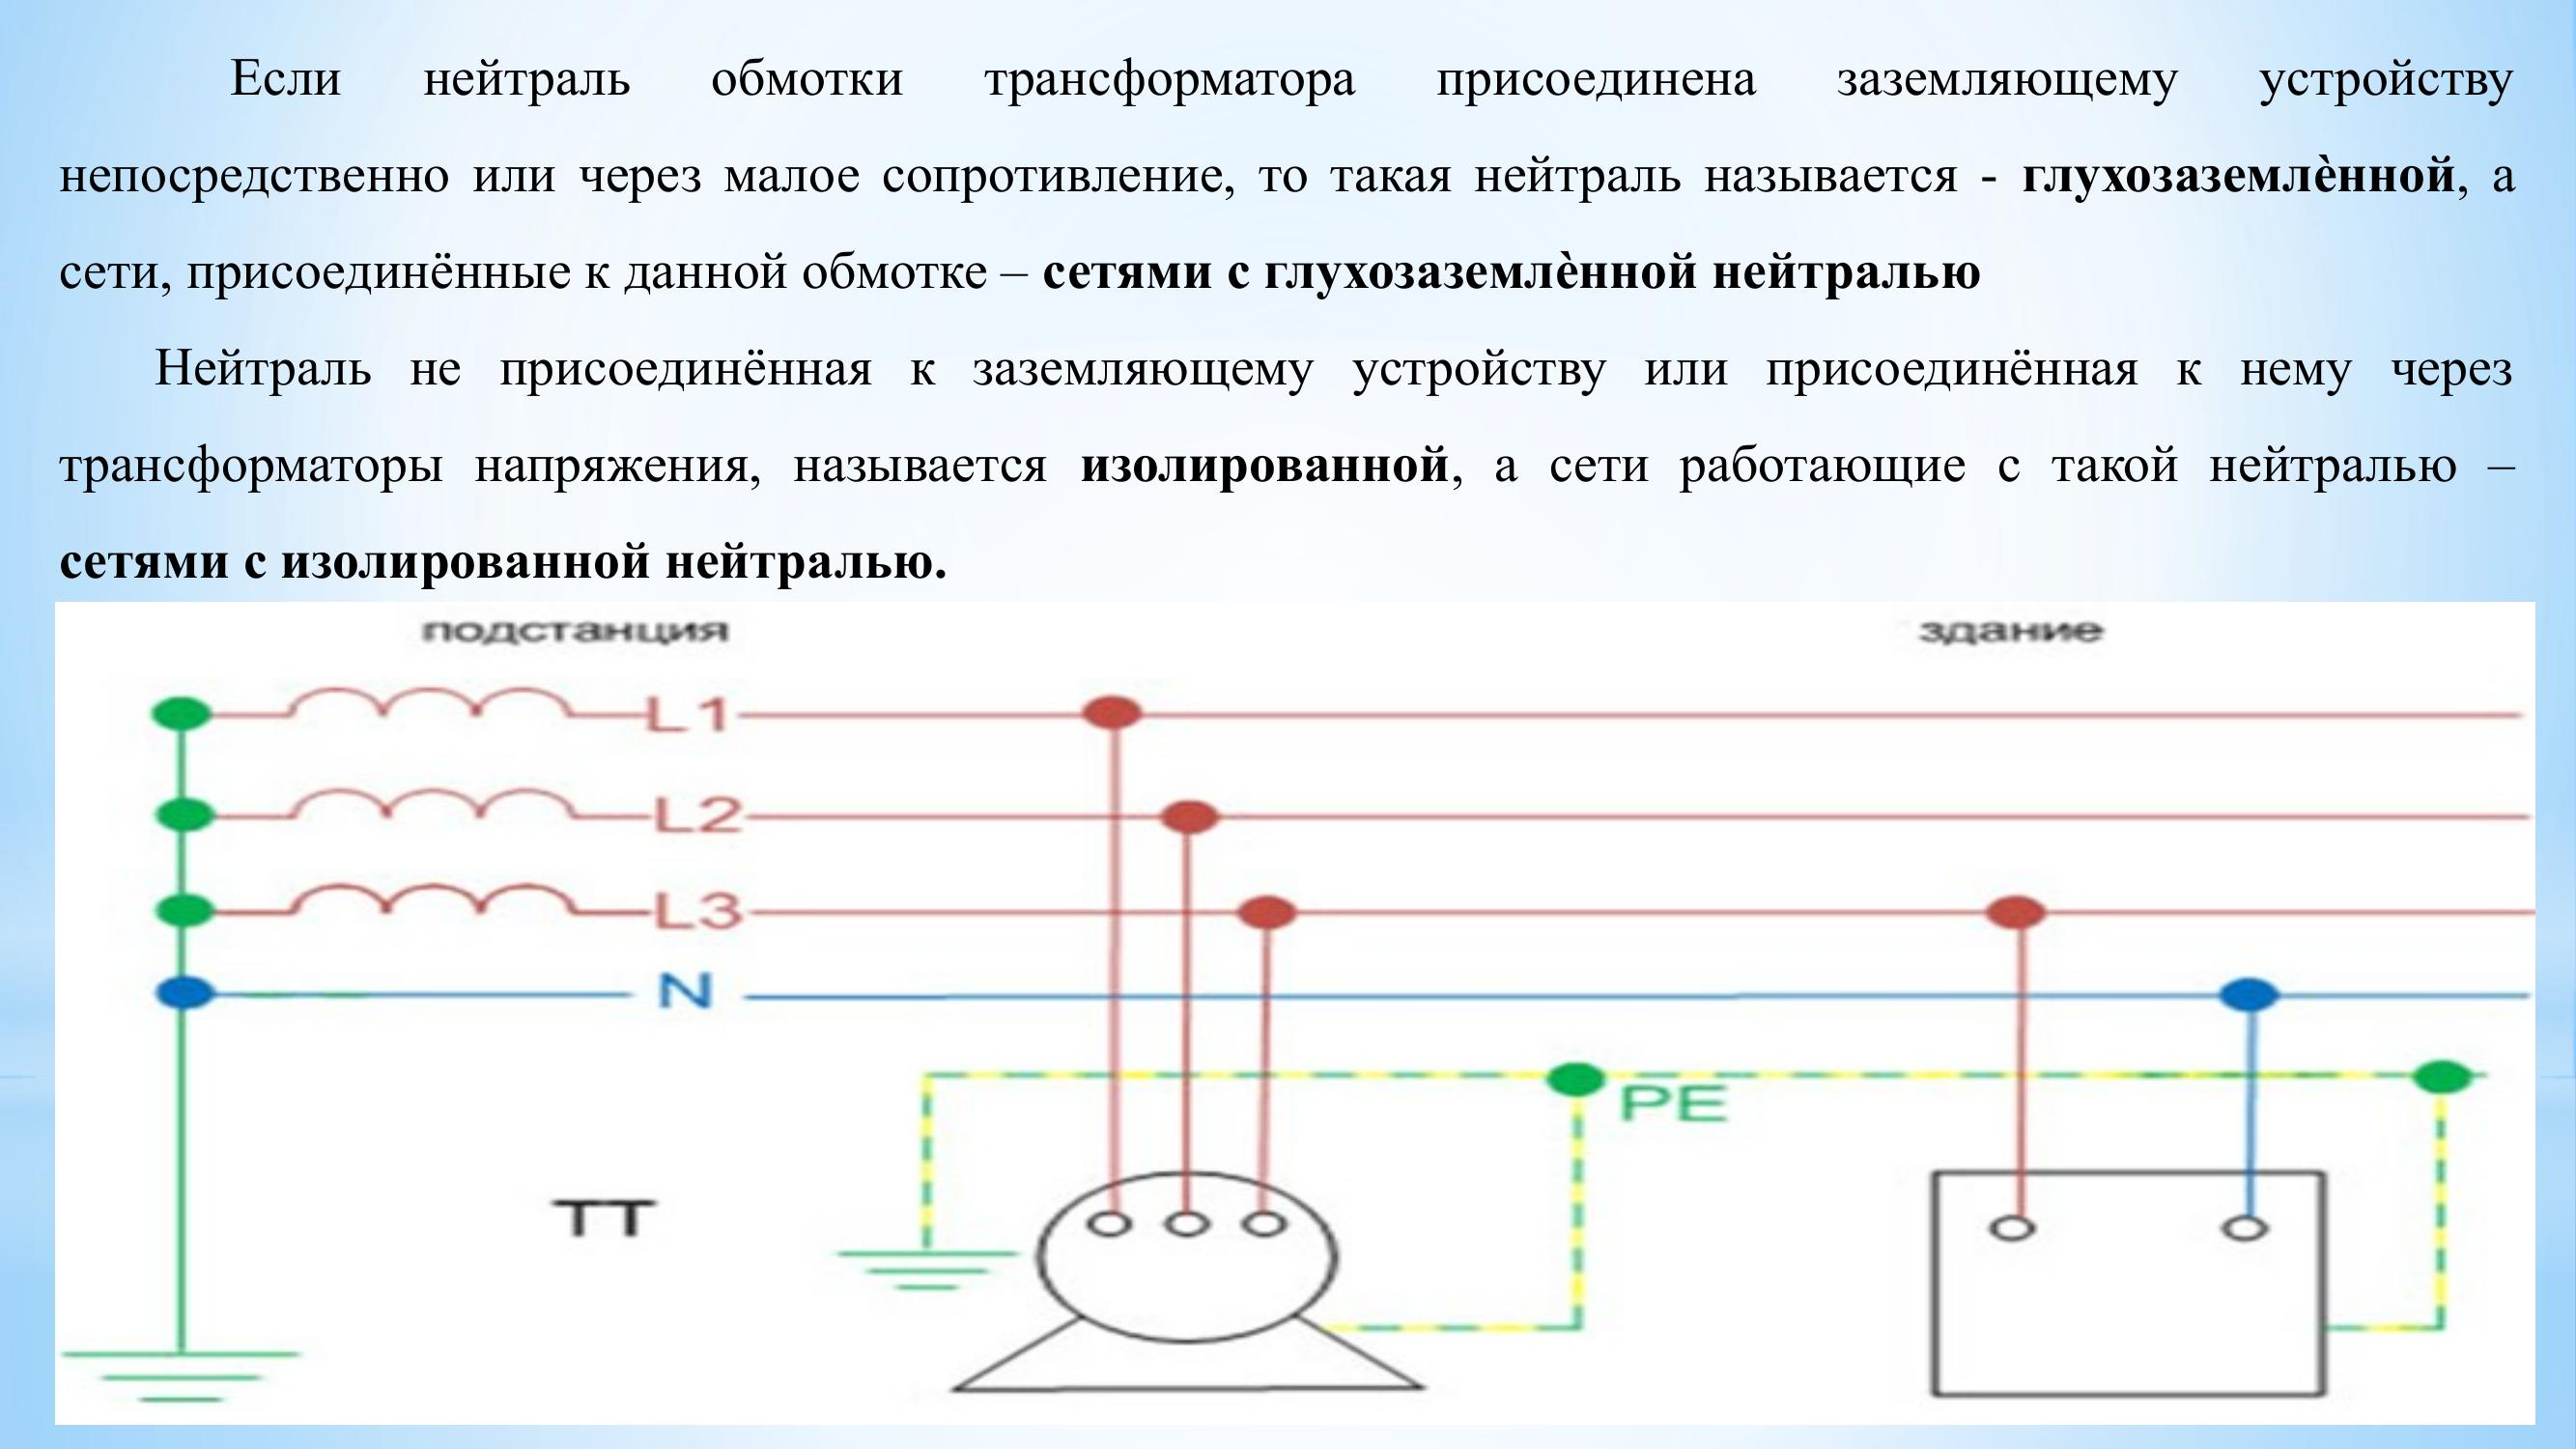 Если нейтраль обмотки трансформатора присоединена заземляющему устройству
непосредственно или через малое сопротивление, то такая нейтраль называется - глухозаземлѐнной, а
сети, присоединённые к данной обмотке – сетями с глухозаземлѐнной нейтралью
Нейтраль не присоединённая к заземляющему устройству или присоединённая к нему через
трансформаторы напряжения, называется изолированной, а сети работающие с такой нейтралью –
сетями с изолированной нейтралью.
подстанция
здание
L1
L2
L3
N
PE
TT